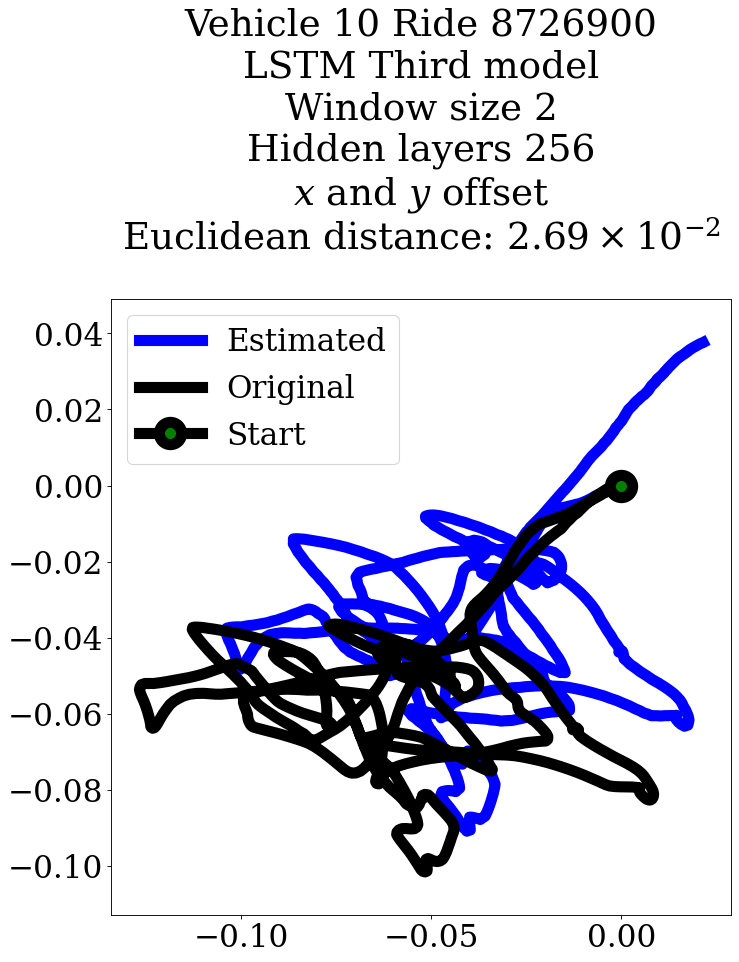 Vehicle 10 Ride 8726900
LSTM Third model
Window size 2
Hidden layers 256
x and y offset
Euclidean distance: 2.69 × 10⁻²
Estimated
Original
Start
0.04
0.02
0.00
−0.02
−0.04
−0.06
−0.08
−0.10
−0.10 −0.05 0.00